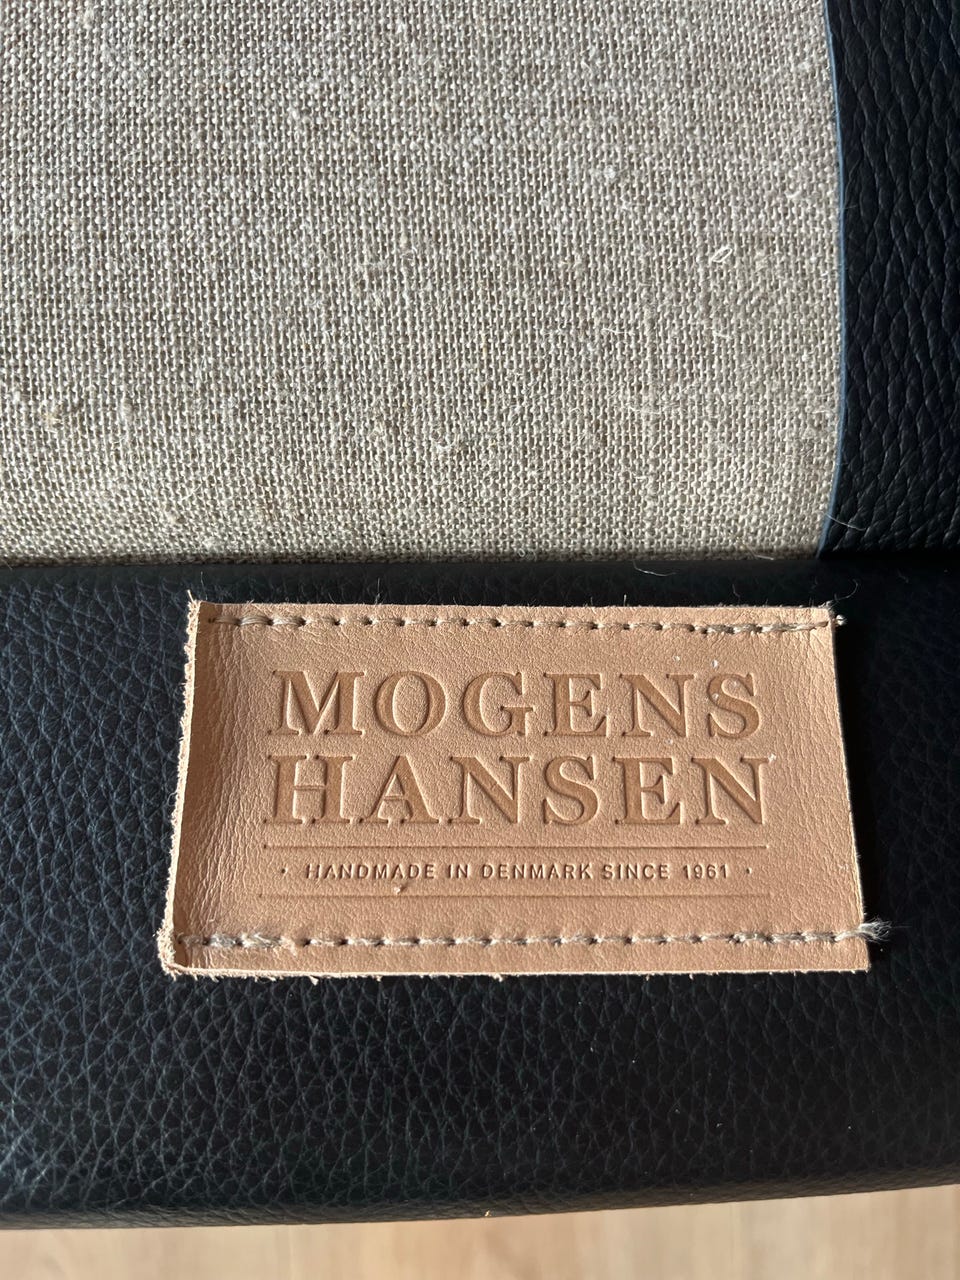 MOGENS
HANSEN
· HANDMADE IN DENMARK SINCE 1961 ·